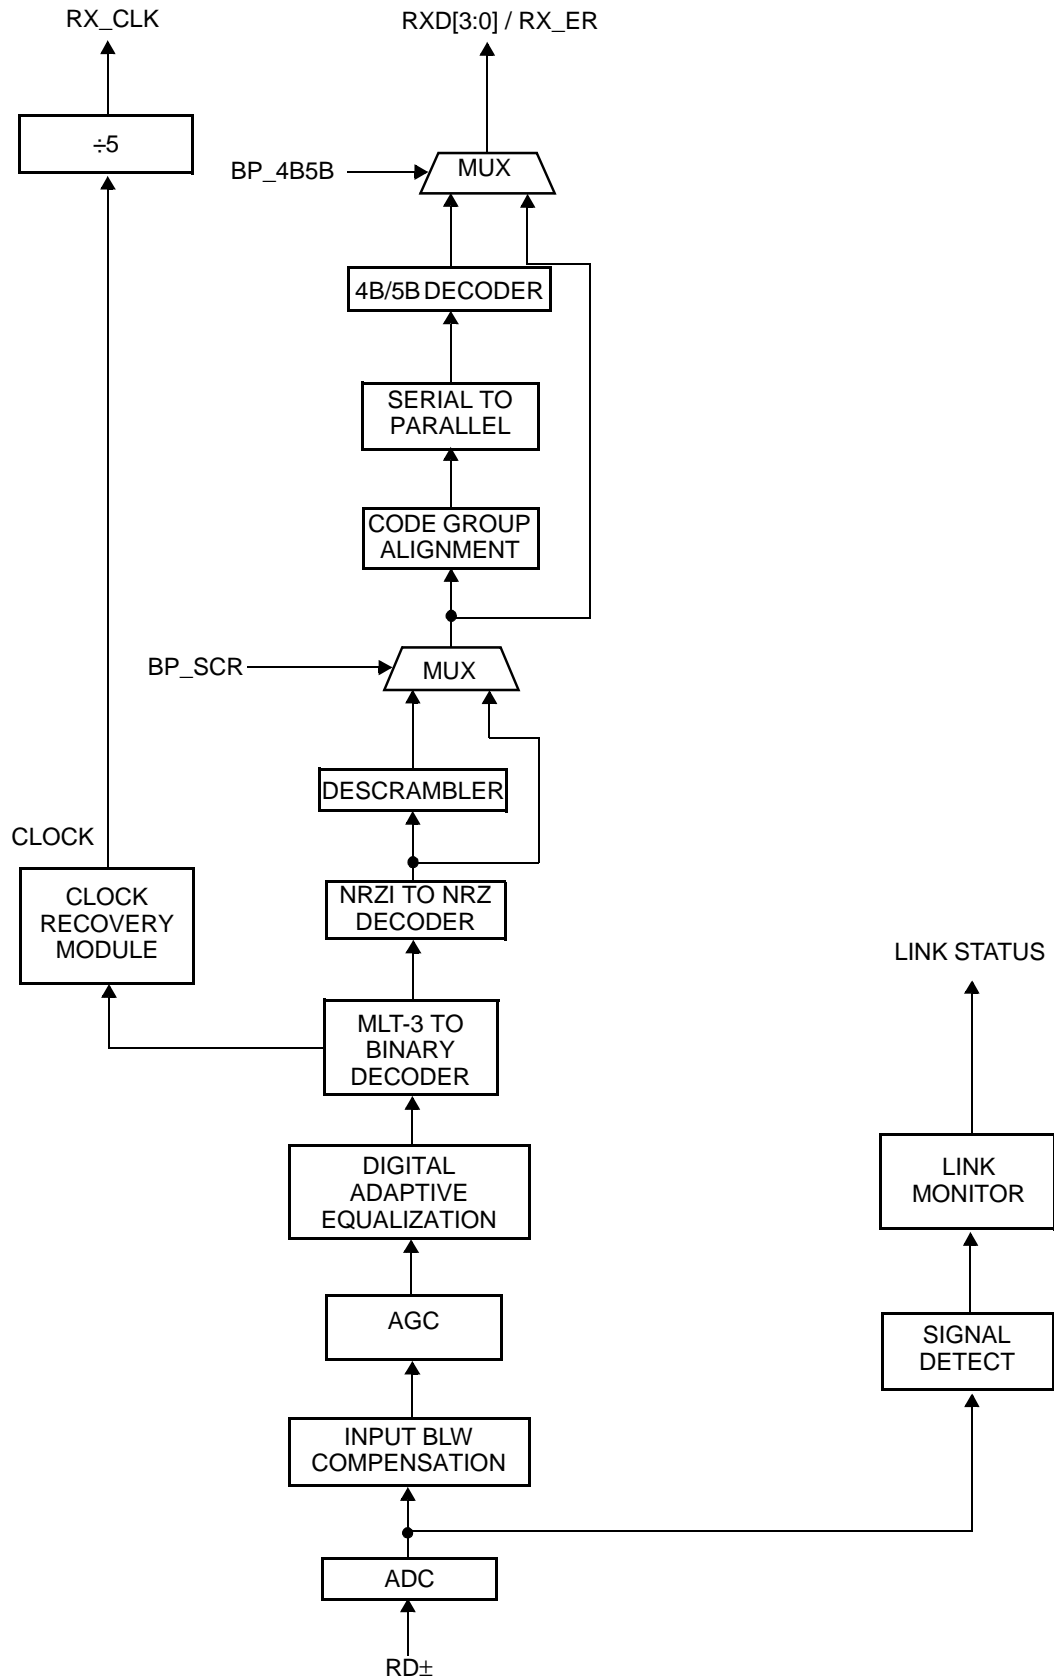 RX_CLK
RXD[3:0] / RX_ER
÷5
BP_4B5B
MUX
4B/5B DECODER
SERIAL TO
PARALLEL
CODE GROUP
ALIGNMENT
BP_SCR
MUX
DESCRAMBLER
CLOCK
CLOCK
RECOVERY
MODULE
NRZI TO NRZ
DECODER
LINK STATUS
MLT-3 TO
BINARY
DECODER
DIGITAL
ADAPTIVE
EQUALIZATION
LINK
MONITOR
AGC
SIGNAL
DETECT
INPUT BLW
COMPENSATION
ADC
RD±